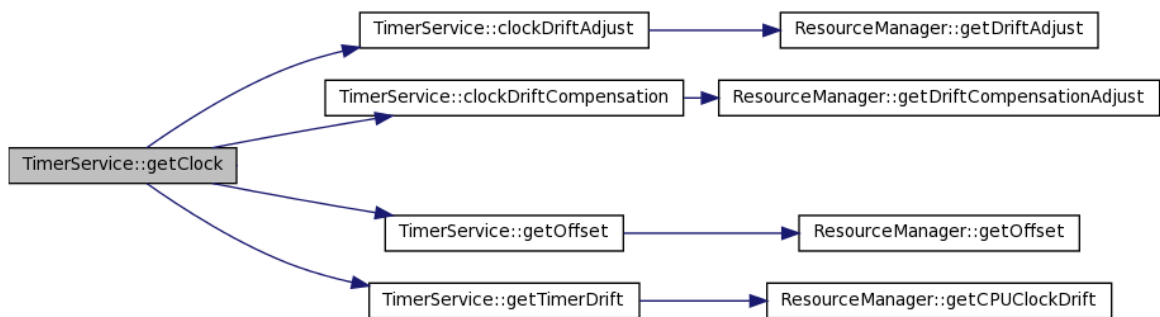 TimerService::clockDriftAdjust
ResourceManager::getDriftAdjust
TimerService::clockDriftCompensation
ResourceManager::getDriftCompensationAdjust
TimerService::getClock
TimerService::getOffset
ResourceManager::getOffset
TimerService::getTimerDrift
ResourceManager::getCPUClockDrift